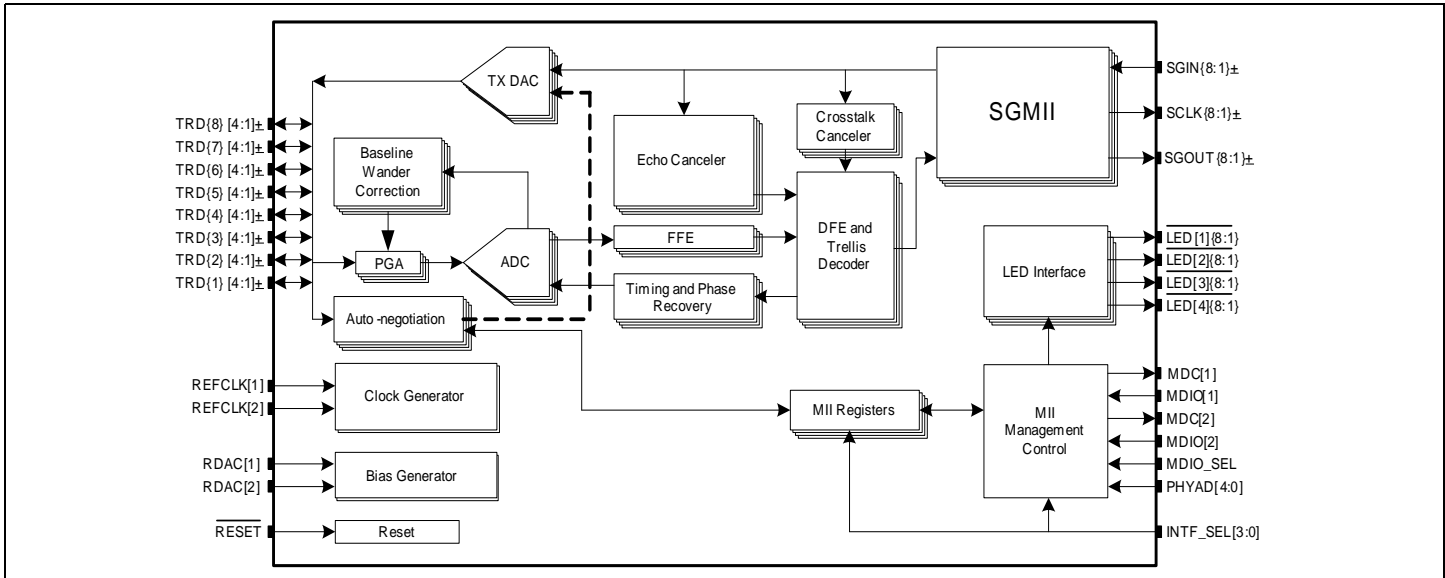 TRD{8} [4:1]±
TRD{7} [4:1]±
TRD{6} [4:1]±
TRD{5} [4:1]±
TRD{4} [4:1]±
TRD{3} [4:1]±
TRD{2} [4:1]±
TRD{1} [4:1]±
REFCLK[1]
REFCLK[2]
RDAC[1]
RDAC[2]
RESET
TX DAC
Baseline
Wander
Correction
PGA
ADC
Auto -negotiation
Clock Generator
Bias Generator
Reset
Echo Canceler
FFE
Timing and Phase
Recovery
Crosstalk
Canceler
DFE and
Trellis
Decoder
MII Registers
SGMII
LED Interface
MII
Management
Control
SGIN{8:1}±
SCLK{8:1}±
SGOUT{8:1}±
LED[1]{8:1}
LED[2]{8:1}
LED[3]{8:1}
LED[4]{8:1}
MDC[1]
MDIO[1]
MDC[2]
MDIO[2]
MDIO_SEL
PHYAD[4:0]
INTF_SEL[3:0]